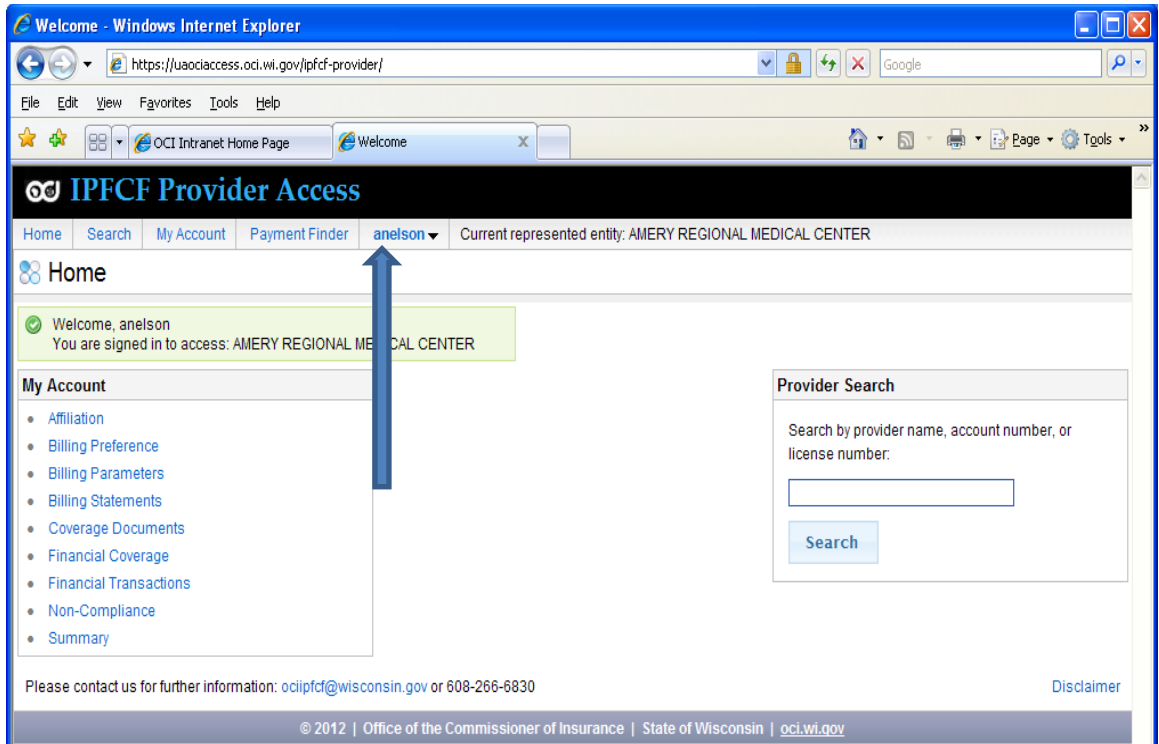 Welcome - Windows Internet Explorer
https://uaociaccess.oci.wi.gov/ipfcf-provider/
Google
File Edit View Favorites Tools Help
OCI Intranet Home Page Welcome Page Tools
oci IPFCF Provider Access
Home Search My Account Payment Finder anelson Current represented entity: AMERY REGIONAL MEDICAL CENTER
Home
Welcome, anelson
You are signed in to access: AMERY REGIONAL MEDICAL CENTER
My Account
Affiliation
Billing Preference
Billing Parameters
Billing Statements
Coverage Documents
Financial Coverage
Financial Transactions
Non-Compliance
Summary
Provider Search
Search by provider name, account number, or
license number:
Search
Please contact us for further information: ociipfcf@wisconsin.gov or 608-266-6830
Disclaimer
© 2012 | Office of the Commissioner of Insurance | State of Wisconsin | oci.wi.gov